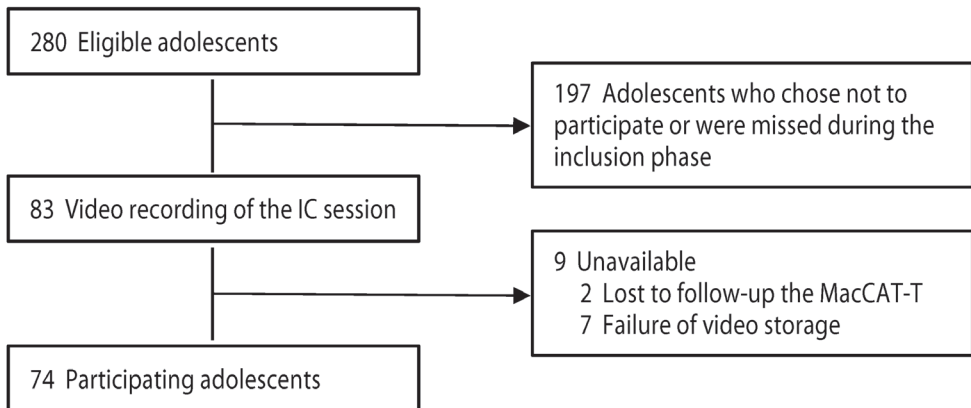 280 Eligible adolescents
197 Adolescents who chose not to
participate or were missed during the
inclusion phase
83 Video recording of the IC session
9 Unavailable
2 Lost to follow-up the MacCAT-T
7 Failure of video storage
74 Participating adolescents